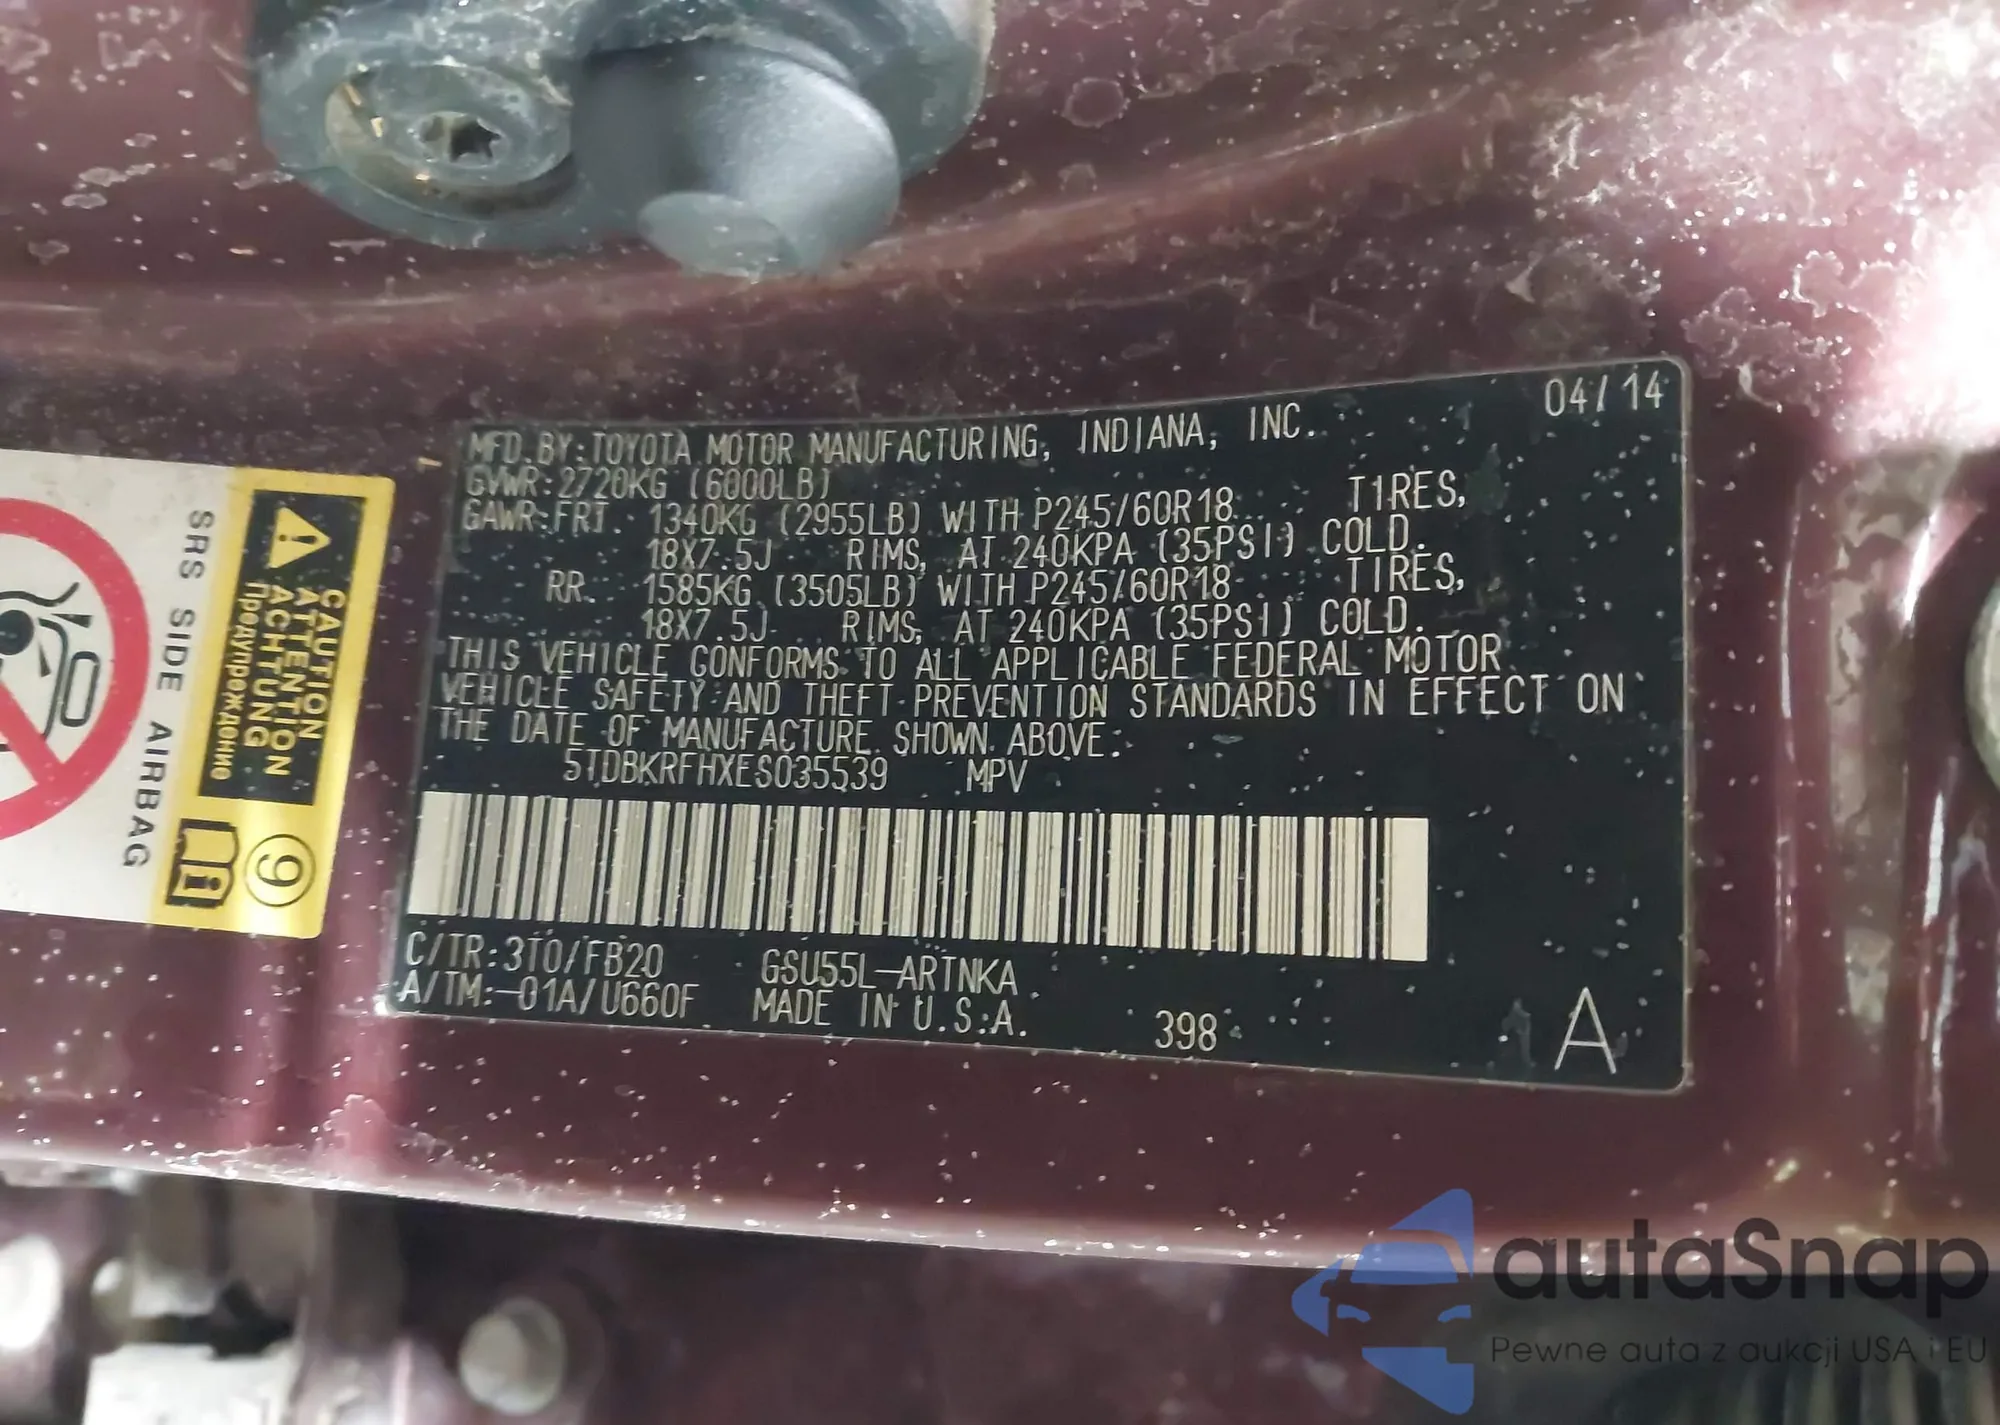 04/14
MFD.BY:TOYOTA MOTOR MANUFACTURING, INDIANA, INC.
GVWR:2720KG (6000LB)
GAWR:FRT. 1340KG (2955LB) WITH P245/60R18 TIRES,
18X7.5J RIMS, AT 240KPA (35PSI) COLD.
RR. 1585KG (3505LB) WITH P245/60R18 TIRES,
18X7.5J RIMS, AT 240KPA (35PSI) COLD.
THIS VEHICLE CONFORMS TO ALL APPLICABLE FEDERAL MOTOR
VEHICLE SAFETY AND THEFT PREVENTION STANDARDS IN EFFECT ON
THE DATE OF MANUFACTURE SHOWN ABOVE.
5TDBKRFHXES035539 MPV
C/TR:3T0/FB20 GSU55L-ARTNKA
A/TM:-01A/U660F MADE IN U.S.A. 398 A
CAUTION
ATTENTION
ACHTUNG
Предупреждение
SRS SIDE AIRBAG
9
autaSnap
Pewne auta z aukcji USA i EU